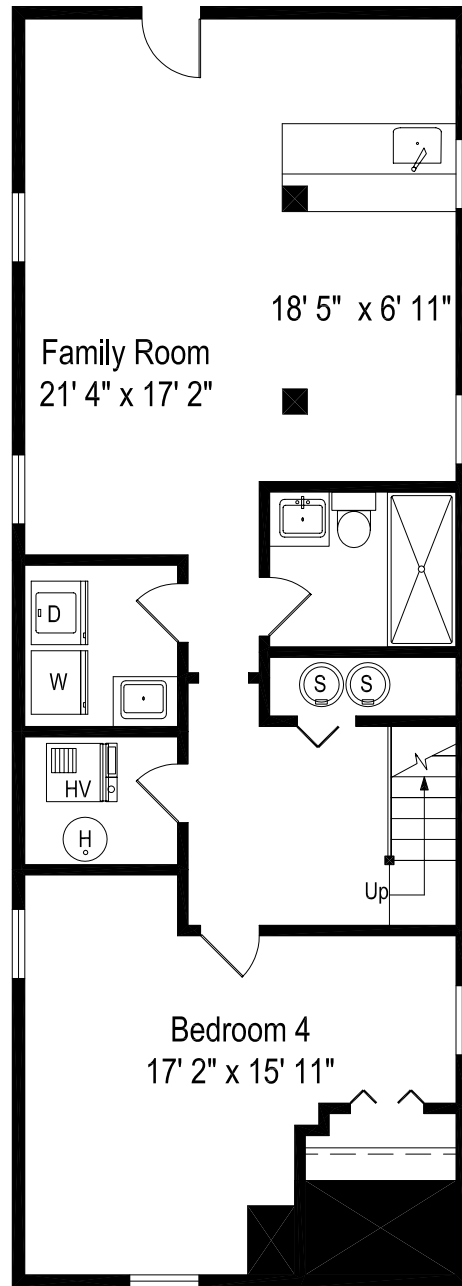 18' 5" x 6' 11"
Family Room
21' 4" x 17' 2"
D
W
S S
HV
H
Up
Bedroom 4
17' 2" x 15' 11"